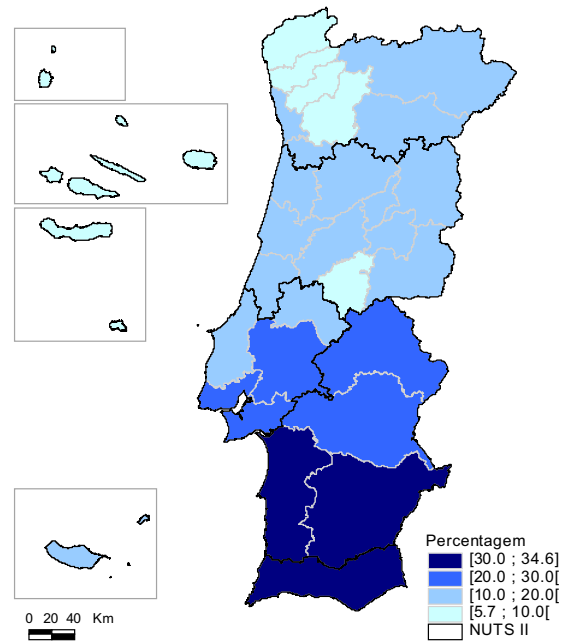 Percentagem
[30.0 ; 34.6]
[20.0 ; 30.0[
[10.0 ; 20.0[
[5.7 ; 10.0[
NUTS II
0 20 40 Km